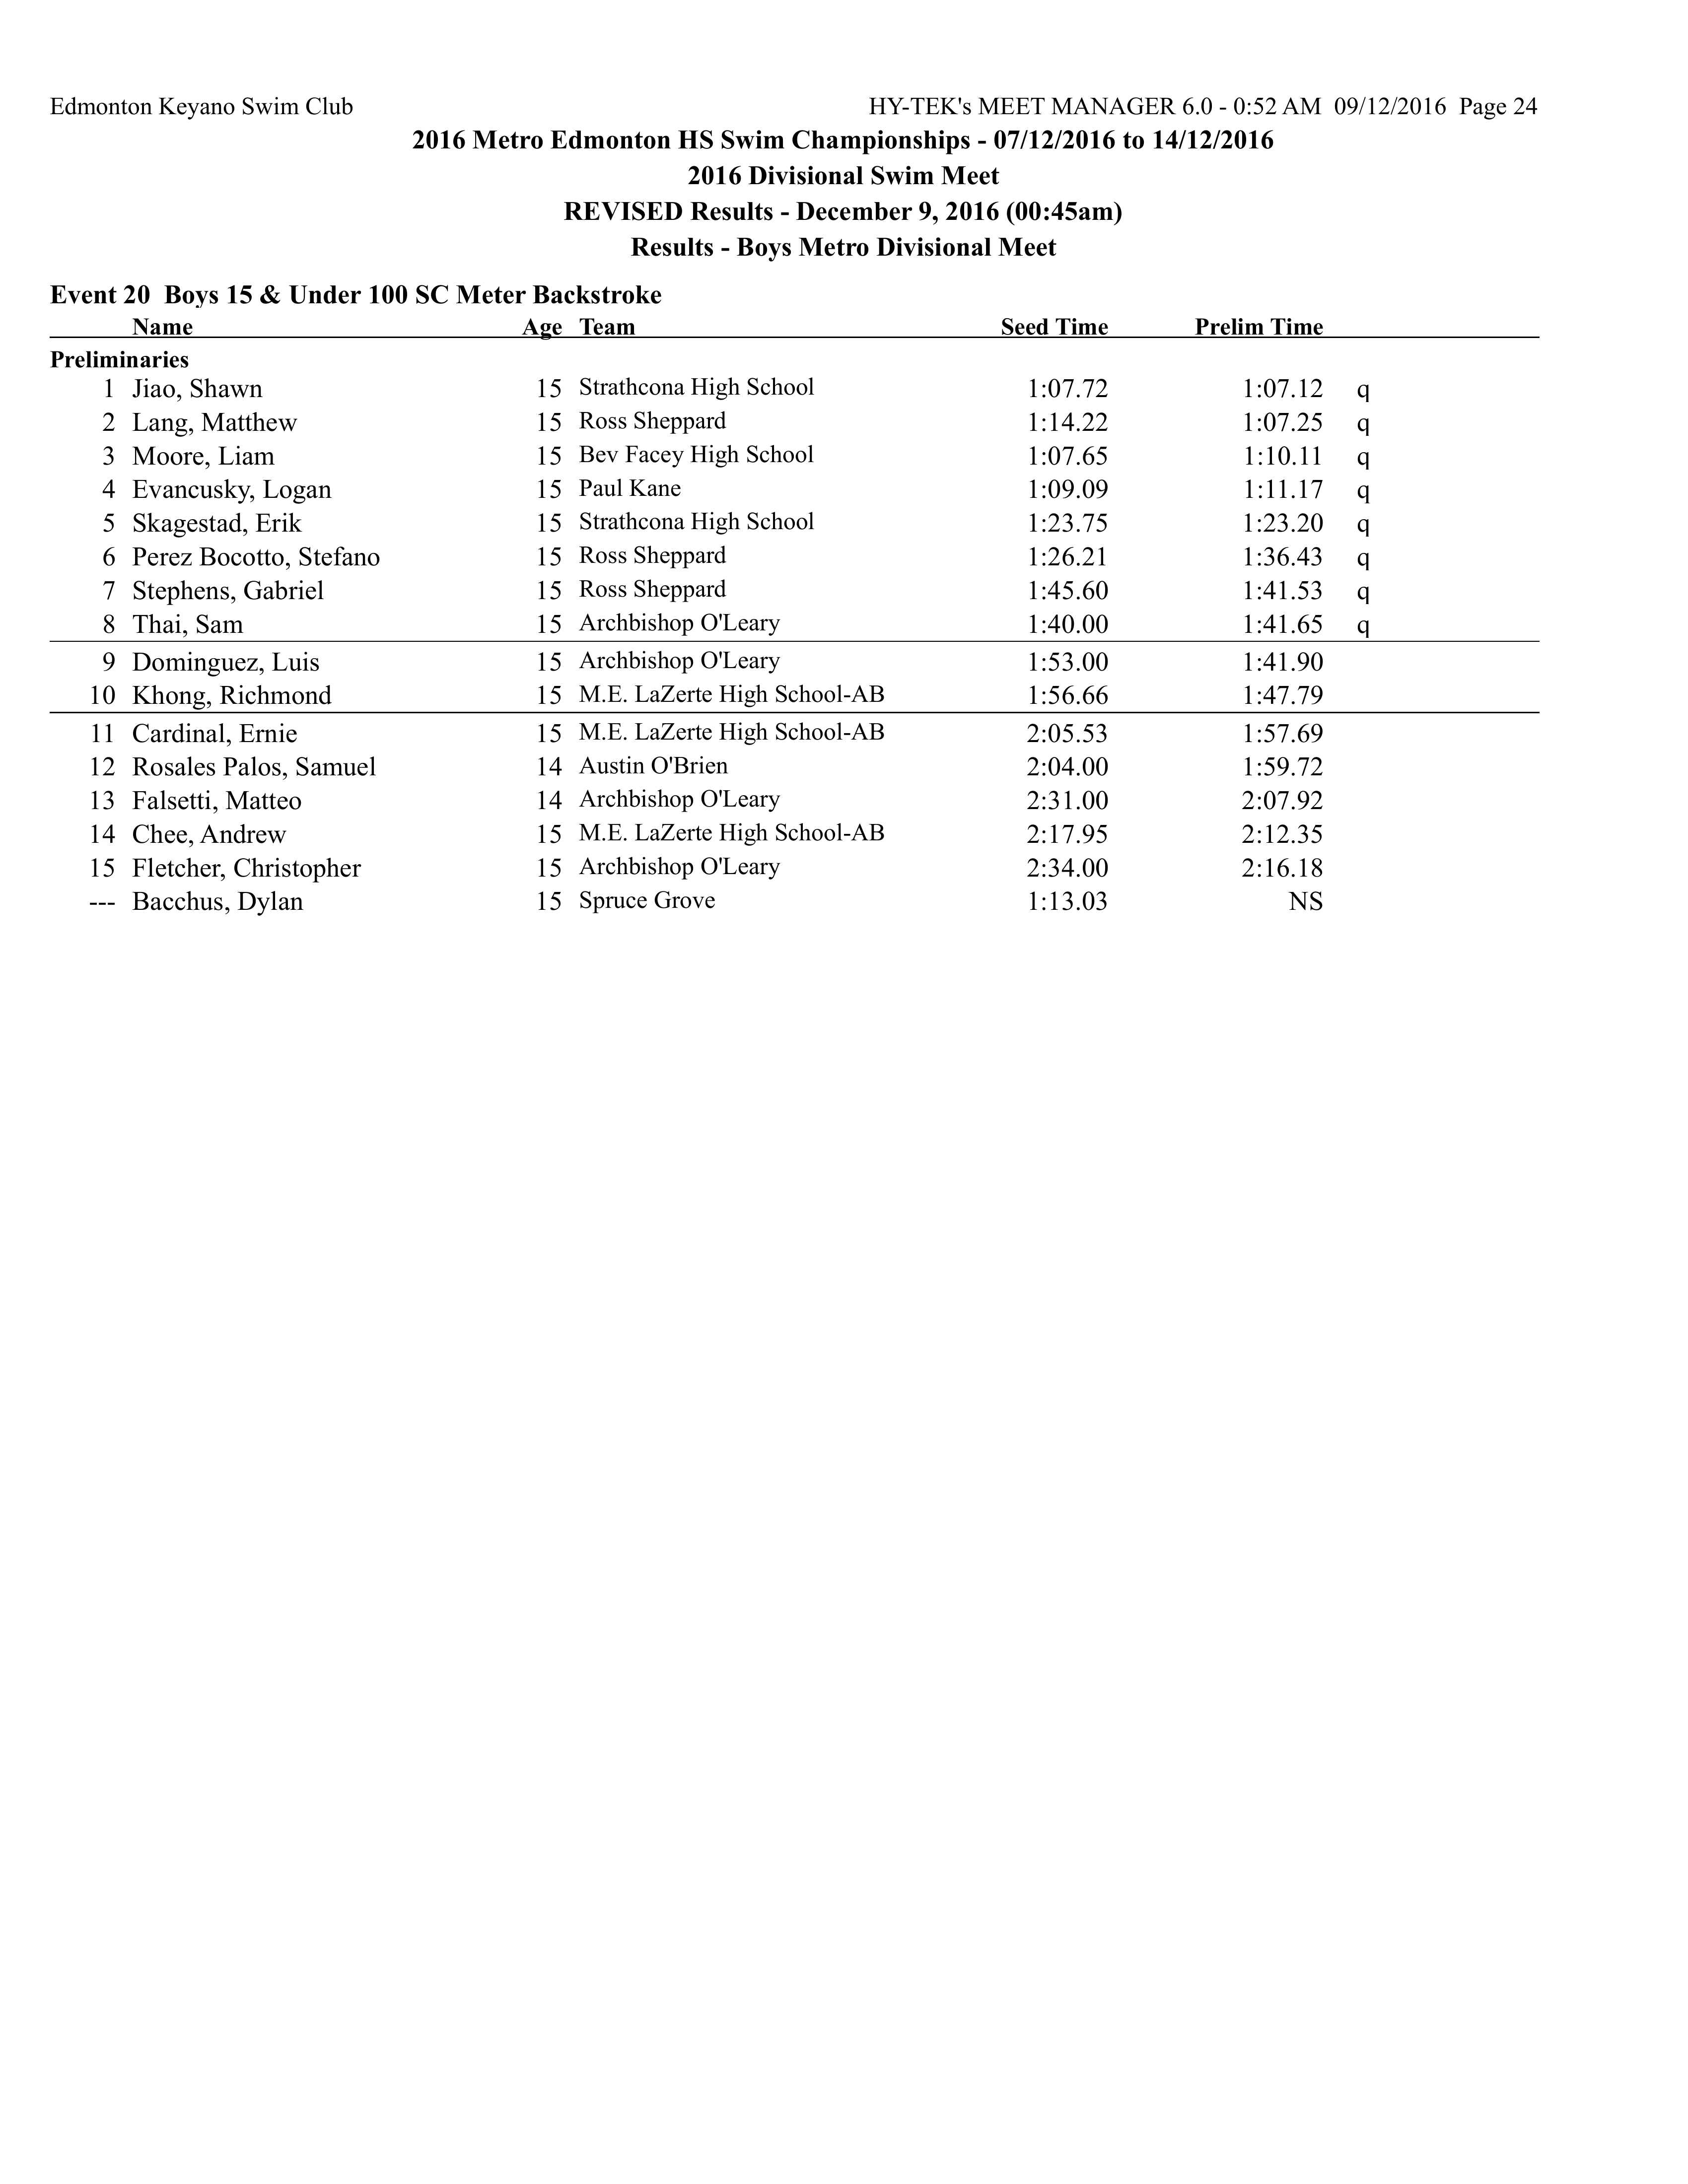 Edmonton Keyano Swim Club HY-TEK's MEET MANAGER 6.0 - 0:52 AM 09/12/2016 Page 24
2016 Metro Edmonton HS Swim Championships - 07/12/2016 to 14/12/2016
2016 Divisional Swim Meet
REVISED Results - December 9, 2016 (00:45am)
Results - Boys Metro Divisional Meet
Event 20 Boys 15 & Under 100 SC Meter Backstroke
Name Age Team Seed Time Prelim Time
Preliminaries
1 Jiao, Shawn 15 Strathcona High School 1:07.72 1:07.12 q
2 Lang, Matthew 15 Ross Sheppard 1:14.22 1:07.25 q
3 Moore, Liam 15 Bev Facey High School 1:07.65 1:10.11 q
4 Evancusky, Logan 15 Paul Kane 1:09.09 1:11.17 q
5 Skagestad, Erik 15 Strathcona High School 1:23.75 1:23.20 q
6 Perez Bocotto, Stefano 15 Ross Sheppard 1:26.21 1:36.43 q
7 Stephens, Gabriel 15 Ross Sheppard 1:45.60 1:41.53 q
8 Thai, Sam 15 Archbishop O'Leary 1:40.00 1:41.65 q
9 Dominguez, Luis 15 Archbishop O'Leary 1:53.00 1:41.90
10 Khong, Richmond 15 M.E. LaZerte High School-AB 1:56.66 1:47.79
11 Cardinal, Ernie 15 M.E. LaZerte High School-AB 2:05.53 1:57.69
12 Rosales Palos, Samuel 14 Austin O'Brien 2:04.00 1:59.72
13 Falsetti, Matteo 14 Archbishop O'Leary 2:31.00 2:07.92
14 Chee, Andrew 15 M.E. LaZerte High School-AB 2:17.95 2:12.35
15 Fletcher, Christopher 15 Archbishop O'Leary 2:34.00 2:16.18
--- Bacchus, Dylan 15 Spruce Grove 1:13.03 NS